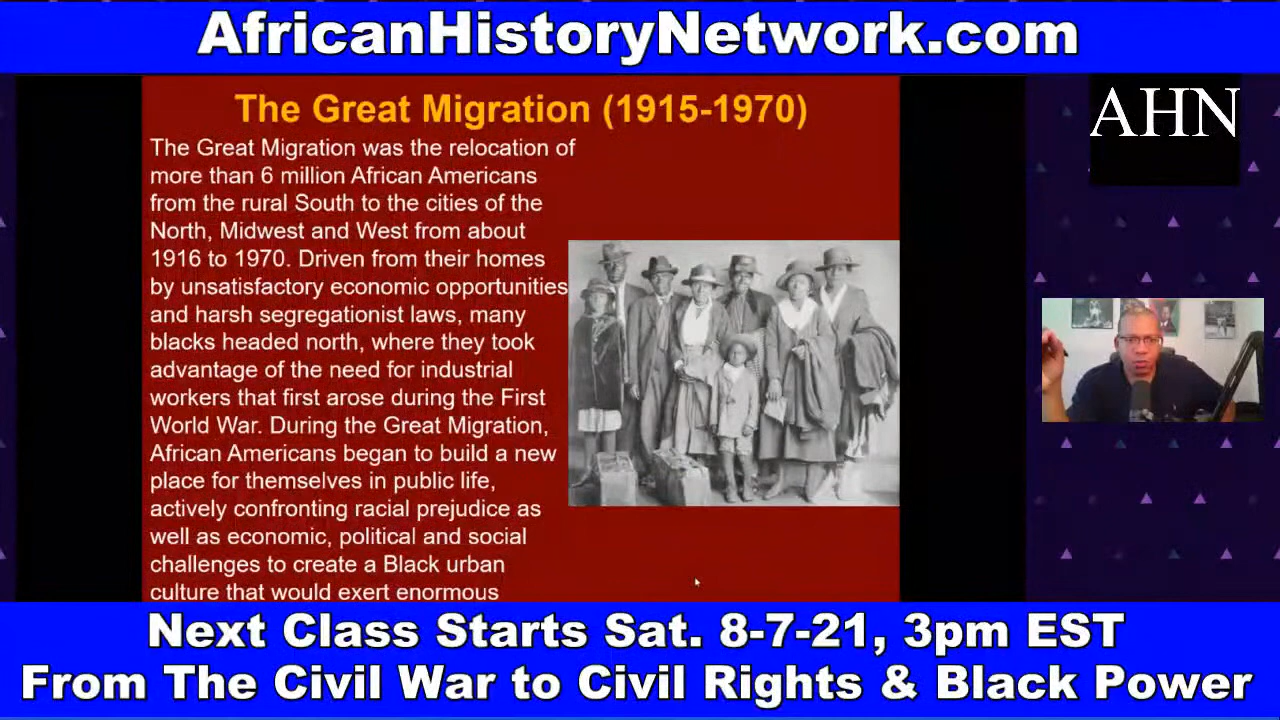 AfricanHistoryNetwork.com
AHN
The Great Migration (1915-1970)
The Great Migration was the relocation of
more than 6 million African Americans
from the rural South to the cities of the
North, Midwest and West from about
1916 to 1970. Driven from their homes
by unsatisfactory economic opportunities
and harsh segregationist laws, many
blacks headed north, where they took
advantage of the need for industrial
workers that first arose during the First
World War. During the Great Migration,
African Americans began to build a new
place for themselves in public life,
actively confronting racial prejudice as
well as economic, political and social
challenges to create a Black urban
culture that would exert enormous
Next Class Starts Sat. 8-7-21, 3pm EST
From The Civil War to Civil Rights & Black Power